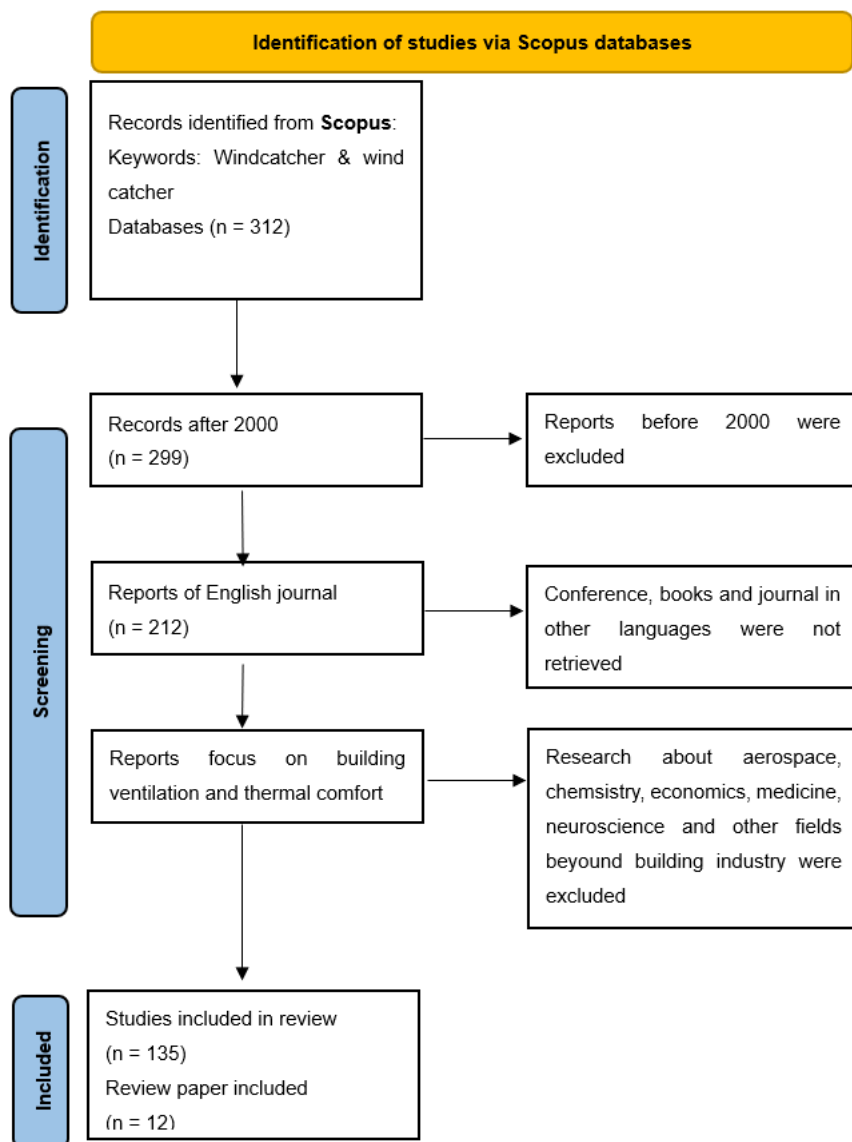 Identification of studies via Scopus databases
Identification
Records identified from Scopus:
Keywords: Windcatcher & wind
catcher
Databases (n = 312)
Screening
Records after 2000
(n = 299)
Reports before 2000 were
excluded
Reports of English journal
(n = 212)
Conference, books and journal in
other languages were not
retrieved
Reports focus on building
ventilation and thermal comfort
Research about aerospace,
chemsistry, economics, medicine,
neuroscience and other fields
beyound building industry were
excluded
Included
Studies included in review
(n = 135)
Review paper included
(n = 12)